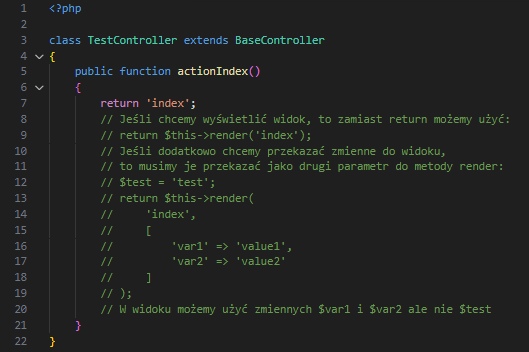 1 <?php
2
3 class TestController extends BaseController
4 {
5     public function actionIndex()
6     {
7         return 'index';
8         // Jeśli chcemy wyświetlić widok, to zamiast return możemy użyć:
9         // return $this->render('index');
10         // Jeśli dodatkowo chcemy przekazać zmienne do widoku,
11         // to musimy je przekazać jako drugi parametr do metody render:
12         // $test = 'test';
13         // return $this->render(
14         //     'index',
15         //     [
16         //         'var1' => 'value1',
17         //         'var2' => 'value2'
18         //     ]
19         // );
20         // W widoku możemy użyć zmiennych $var1 i $var2 ale nie $test
21     }
22 }